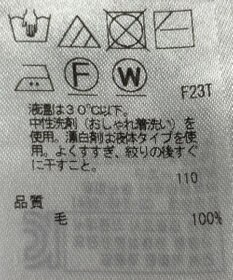 F W F23T
液温は30℃以下。
中性洗剤（おしゃれ着洗い）を
使用。漂白剤は液体タイプを使
用。よくすすぎ、絞りの後すぐ
に干すこと。
110
品質
毛 100%